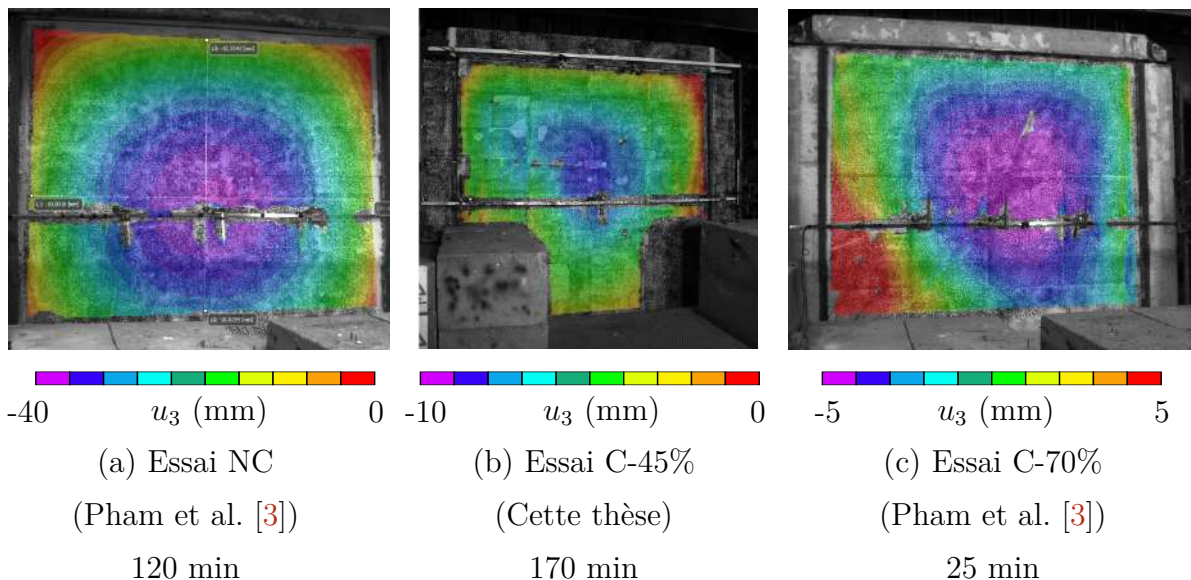 -40 u₃ (mm) 0
-10 u₃ (mm) 0
-5 u₃ (mm) 5
(a) Essai NC
(Pham et al. [3])
120 min
(b) Essai C-45%
(Cette thèse)
170 min
(c) Essai C-70%
(Pham et al. [3])
25 min